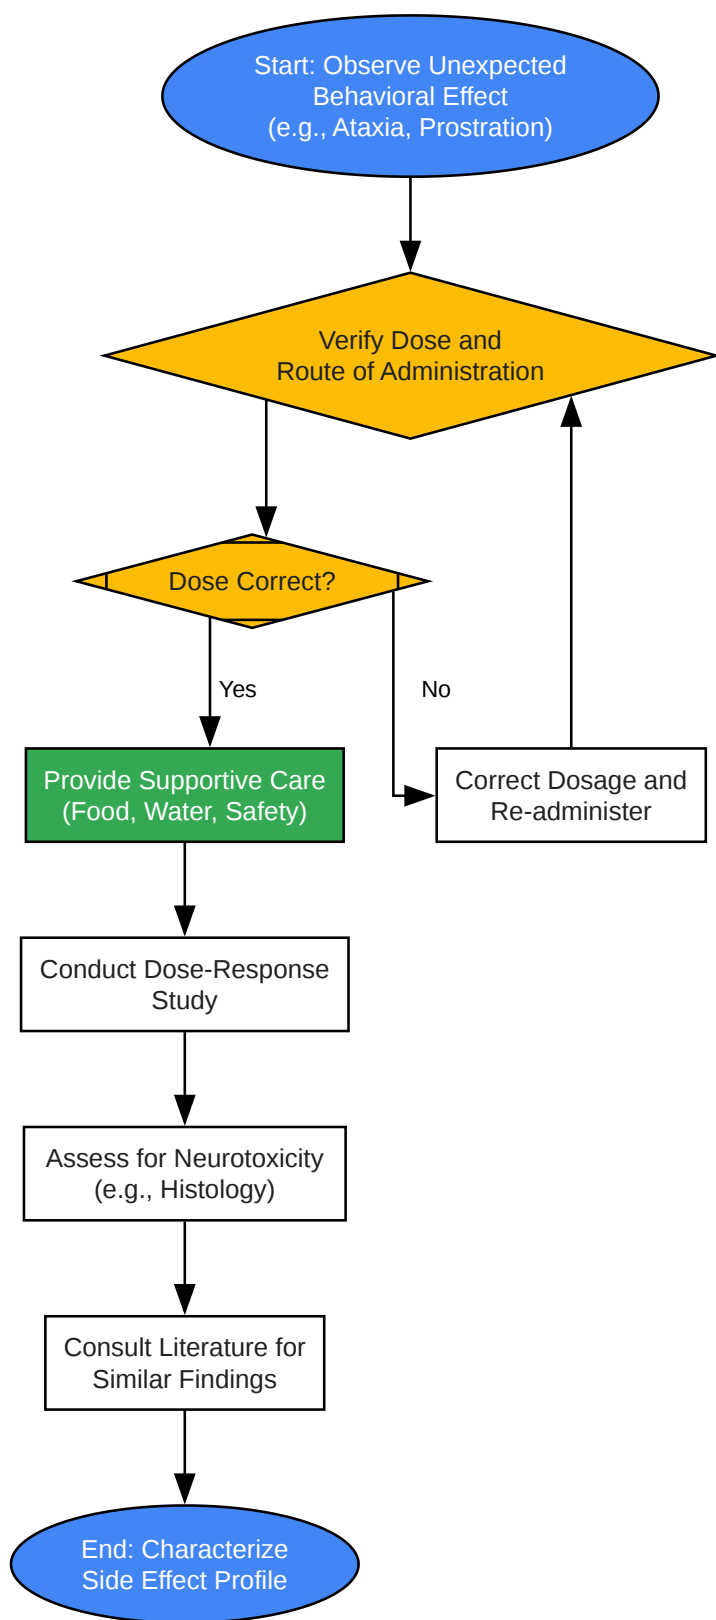 Start: Observe Unexpected
Behavioral Effect
(e.g., Ataxia, Prostration)
Verify Dose and
Route of Administration
Dose Correct?
Yes
No
Provide Supportive Care
(Food, Water, Safety)
Correct Dosage and
Re-administer
Conduct Dose-Response
Study
Assess for Neurotoxicity
(e.g., Histology)
Consult Literature for
Similar Findings
End: Characterize
Side Effect Profile